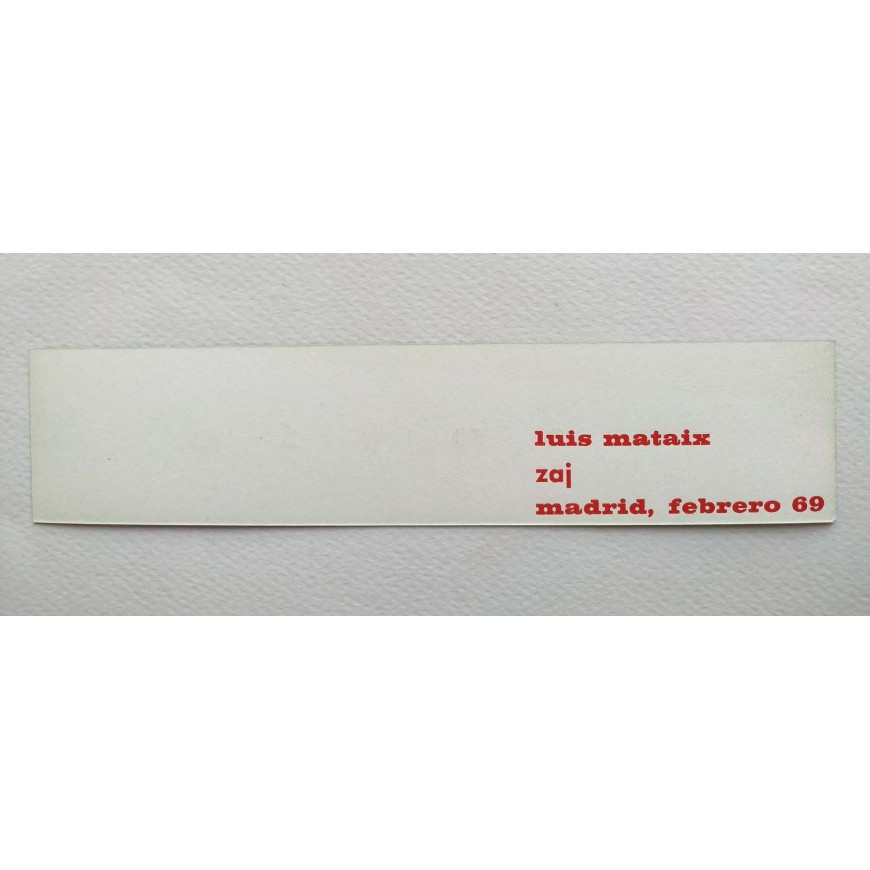 luis mataix
zaj
madrid, febrero 69